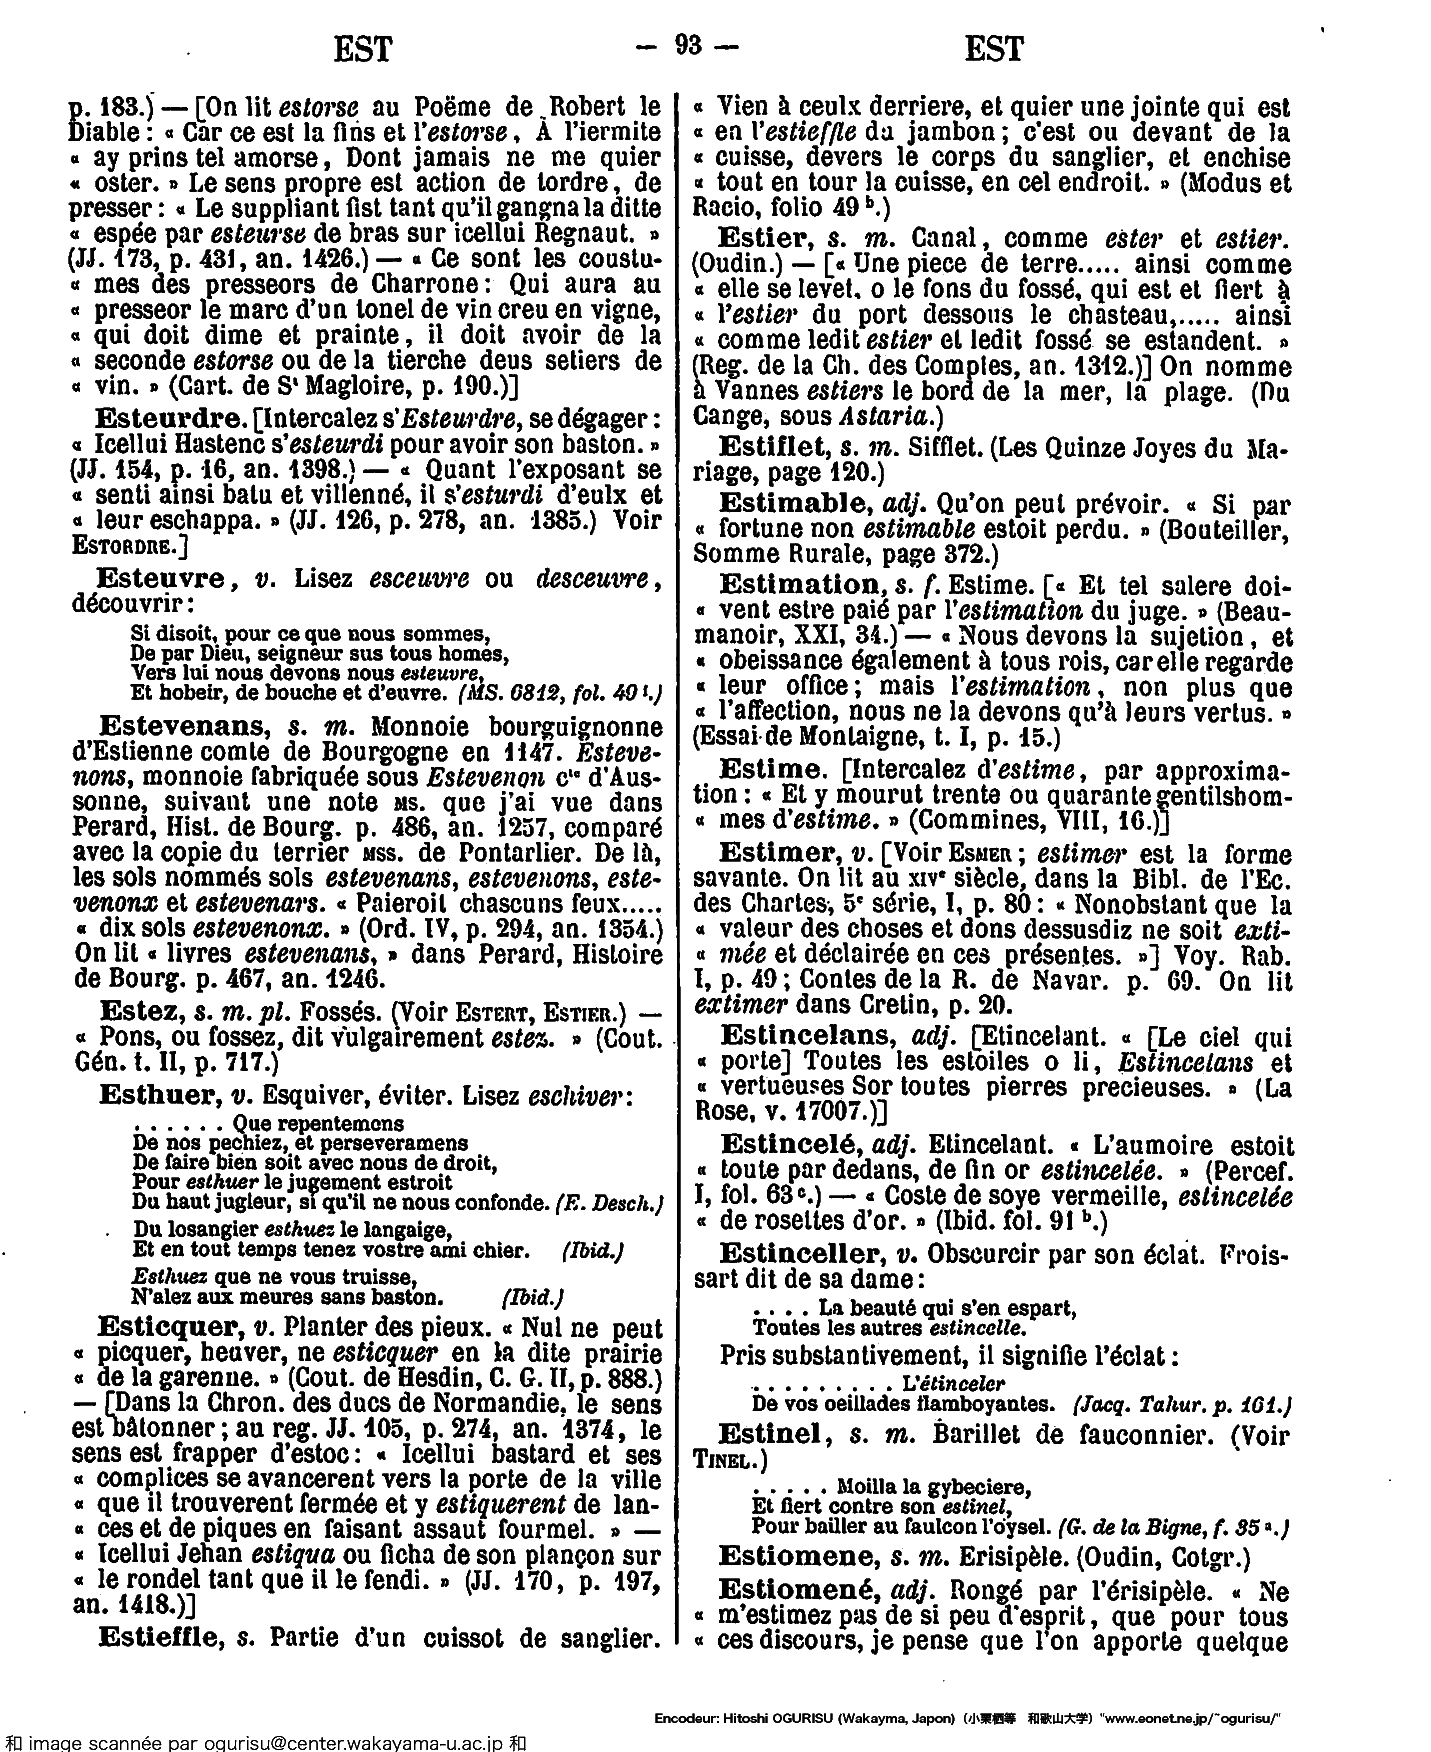 EST — 93 — EST
p. 183.) — [On lit estorse au Poëme de Robert le
Diable : « Car ce est la fins et l'estorse, À l'iermite
« ay prins tel amorse, Dont jamais ne me quier
« oster. » Le sens propre est action de tordre, de
presser : « Le suppliant fist tant qu'il gangna la ditte
« espée par esteurse de bras sur icellui Regnaut. »
(JJ. 173, p. 431, an. 1426.) — « Ce sont les coustu-
« mes des presseors de Charrone : Qui aura au
« presseor le marc d'un tonel de vin creu en vigne,
« qui doit dime et prainte, il doit avoir de la
« seconde estorse ou de la tierche deus setiers de
« vin. » (Cart. de St Magloire, p. 190.)]
Esteurdre. [Intercalez s'Esteurdre, se dégager :
« Icellui Hastenc s'esteurdi pour avoir son baston. »
(JJ. 154, p. 16, an. 1398.) — « Quant l'exposant se
« senti ainsi batu et villenné, il s'esturdi d'eulx et
« leur eschappa. » (JJ. 126, p. 278, an. 1385.) Voir
ESTORDRE.]
Esteuvre, v. Lisez esceuvre ou desceuvre,
découvrir :
Si disoit, pour ce que nous sommes,
De par Dieu, seigneur sus tous homes,
Vers lui nous devons nous esteuvre,
Et hobeir, de bouche et d'euvre. (MS. 6812, fol. 40 ᵗ.)
Estevenans, s. m. Monnoie bourguignonne
d'Estienne comte de Bourgogne en 1147. Esteve-
nons, monnoie fabriquée sous Estevenon cte d'Aus-
sonne, suivant une note MS. que j'ai vue dans
Perard, Hist. de Bourg. p. 486, an. 1257, comparé
avec la copie du terrier MSS. de Pontarlier. De là,
les sols nommés sols estevenans, estevenons, este-
venonx et estevenars. « Paieroit chascuns feux.....
« dix sols estevenonx. » (Ord. IV, p. 294, an. 1354.)
On lit « livres estevenans, » dans Perard, Histoire
de Bourg. p. 467, an. 1246.
Estez, s. m. pl. Fossés. (Voir ESTERT, ESTIER.) —
« Pons, ou fossez, dit vulgairement estez. » (Cout.
Gén. t. II, p. 717.)
Esthuer, v. Esquiver, éviter. Lisez eschiver :
. . . . . . Que repentemens
De nos pechiez, et perseveramens
De faire bien soit avec nous de droit,
Pour esthuer le jugement estroit
Du haut jugleur, si qu'il ne nous confonde. (E. Desch.)
Du losangier esthuez le langaige,
Et en tout temps tenez vostre ami chier. (Ibid.)
Esthuez que ne vous truisse,
N'alez aux meures sans baston. (Ibid.)
Esticquer, v. Planter des pieux. « Nul ne peut
« picquer, heuver, ne esticquer en la dite prairie
« de la garenne. » (Cout. de Hesdin, C. G. II, p. 888.)
— [Dans la Chron. des ducs de Normandie, le sens
est bâtonner ; au reg. JJ. 105, p. 274, an. 1374, le
sens est frapper d'estoc : « Icellui bastard et ses
« complices se avancerent vers la porte de la ville
« que il trouverent fermée et y estiquerent de lan-
« ces et de piques en faisant assaut fourmel. » —
« Icellui Jehan estiqua ou ficha de son plançon sur
« le rondel tant que il le fendi. » (JJ. 170, p. 197,
an. 1418.)]
Estieffle, s. Partie d'un cuissot de sanglier.
« Vien à ceulx derriere, et quier une jointe qui est
« en l'estieffle du jambon ; c'est ou devant de la
« cuisse, devers le corps du sanglier, et enchise
« tout en tour la cuisse, en cel endroit. » (Modus et
Racio, folio 49 b.)
Estier, s. m. Canal, comme ester et estier.
(Oudin.) — [« Une piece de terre..... ainsi comme
« elle se levet, o le fons du fossé, qui est et fiert à
« l'estier du port dessous le chasteau,..... ainsi
« comme ledit estier et ledit fossé se estandent. »
(Reg. de la Ch. des Comptes, an. 1312.)] On nomme
à Vannes estiers le bord de la mer, la plage. (Du
Cange, sous Astaria.)
Estiflet, s. m. Sifflet. (Les Quinze Joyes du Ma-
riage, page 120.)
Estimable, adj. Qu'on peut prévoir. « Si par
« fortune non estimable estoit perdu. » (Bouteiller,
Somme Rurale, page 372.)
Estimation, s. f. Estime. [« Et tel salere doi-
« vent estre paié par l'estimation du juge. » (Beau-
manoir, XXI, 34.) — « Nous devons la sujetion, et
« obeissance également à tous rois, car elle regarde
« leur office ; mais l'estimation, non plus que
« l'affection, nous ne la devons qu'à leurs vertus. »
(Essai de Montaigne, t. I, p. 15.)
Estime. [Intercalez d'estime, par approxima-
tion : « Et y mourut trente ou quarante gentilshom-
« mes d'estime. » (Commines, VIII, 16.)]
Estimer, v. [Voir ESMER ; estimer est la forme
savante. On lit au XIVe siècle, dans la Bibl. de l'Ec.
des Chartes, 5e série, I, p. 80 : « Nonobstant que la
« valeur des choses et dons dessusdiz ne soit exti-
« mée et déclairée en ces présentes. »] Voy. Rab.
I, p. 49 ; Contes de la R. de Navar. p. 69. On lit
extimer dans Cretin, p. 20.
Estincelans, adj. [Etincelant. « [Le ciel qui
« porte] Toutes les estoiles o li, Estincelans et
« vertueuses Sor toutes pierres precieuses. » (La
Rose, v. 17007.)]
Estincelé, adj. Etincelant. « L'aumoire estoit
« toute par dedans, de fin or estincelée. » (Percef.
I, fol. 63 c.) — « Coste de soye vermeille, estincelée
« de rosettes d'or. » (Ibid. fol. 91 b.)
Estinceller, v. Obscurcir par son éclat. Frois-
sart dit de sa dame :
. . . . La beauté qui s'en espart,
Toutes les autres estincelle.
Pris substantivement, il signifie l'éclat :
. . . . . . . . . L'étinceler
De vos oeillades flamboyantes. (Jacq. Tahur. p. 161.)
Estinel, s. m. Barillet de fauconnier. (Voir
TINEL.)
. . . . . Moilla la gybeciere,
Et fiert contre son estinel,
Pour bailler au faulcon l'oysel. (G. de la Bigne, f. 35 a.)
Estiomene, s. m. Erisipèle. (Oudin, Cotgr.)
Estiomené, adj. Rongé par l'érisipèle. « Ne
« m'estimez pas de si peu d'esprit, que pour tous
« ces discours, je pense que l'on apporte quelque
Encodeur: Hitoshi OGURISU (Wakayma, Japon) (小栗栖等 和歌山大学) "www.eonet.ne.jp/~ogurisu/"
和 image scannée par ogurisu@center.wakayama-u.ac.jp 和